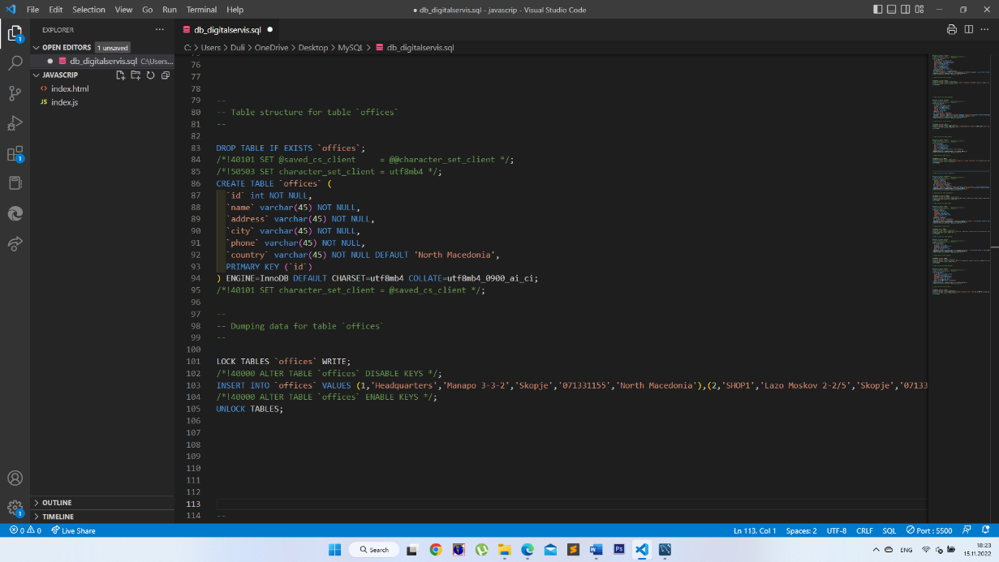 File Edit Selection View Go Run Terminal Help
● db_digitalservis.sql - javascrip - Visual Studio Code
EXPLORER
OPEN EDITORS 1 unsaved
db_digitalservis.sql C:\Users...
JAVASCRIP
index.html
JS index.js
OUTLINE
TIMELINE
db_digitalservis.sql
C: > Users > Duli > OneDrive > Desktop > MySQL > db_digitalservis.sql
76
77
78
79 --
80 -- Table structure for table `offices`
81 --
82
83 DROP TABLE IF EXISTS `offices`;
84 /*!40101 SET @saved_cs_client     = @@character_set_client */;
85 /*!50503 SET character_set_client = utf8mb4 */;
86 CREATE TABLE `offices` (
87   `id` int NOT NULL,
88   `name` varchar(45) NOT NULL,
89   `address` varchar(45) NOT NULL,
90   `city` varchar(45) NOT NULL,
91   `phone` varchar(45) NOT NULL,
92   `country` varchar(45) NOT NULL DEFAULT 'North Macedonia',
93   PRIMARY KEY (`id`)
94 ) ENGINE=InnoDB DEFAULT CHARSET=utf8mb4 COLLATE=utf8mb4_0900_ai_ci;
95 /*!40101 SET character_set_client = @saved_cs_client */;
96
97 --
98 -- Dumping data for table `offices`
99 --
100
101 LOCK TABLES `offices` WRITE;
102 /*!40000 ALTER TABLE `offices` DISABLE KEYS */;
103 INSERT INTO `offices` VALUES (1,'Headquarters','Manapo 3-3-2','Skopje','071331155','North Macedonia'),(2,'SHOP1','Lazo Moskov 2-2/5','Skopje','0713
104 /*!40000 ALTER TABLE `offices` ENABLE KEYS */;
105 UNLOCK TABLES;
106
107
108
109
110
111
112
113
114 --
0 0 Live Share
Ln 113, Col 1 Spaces: 2 UTF-8 CRLF SQL Port : 5500
Search
ENG
18:23
15.11.2022